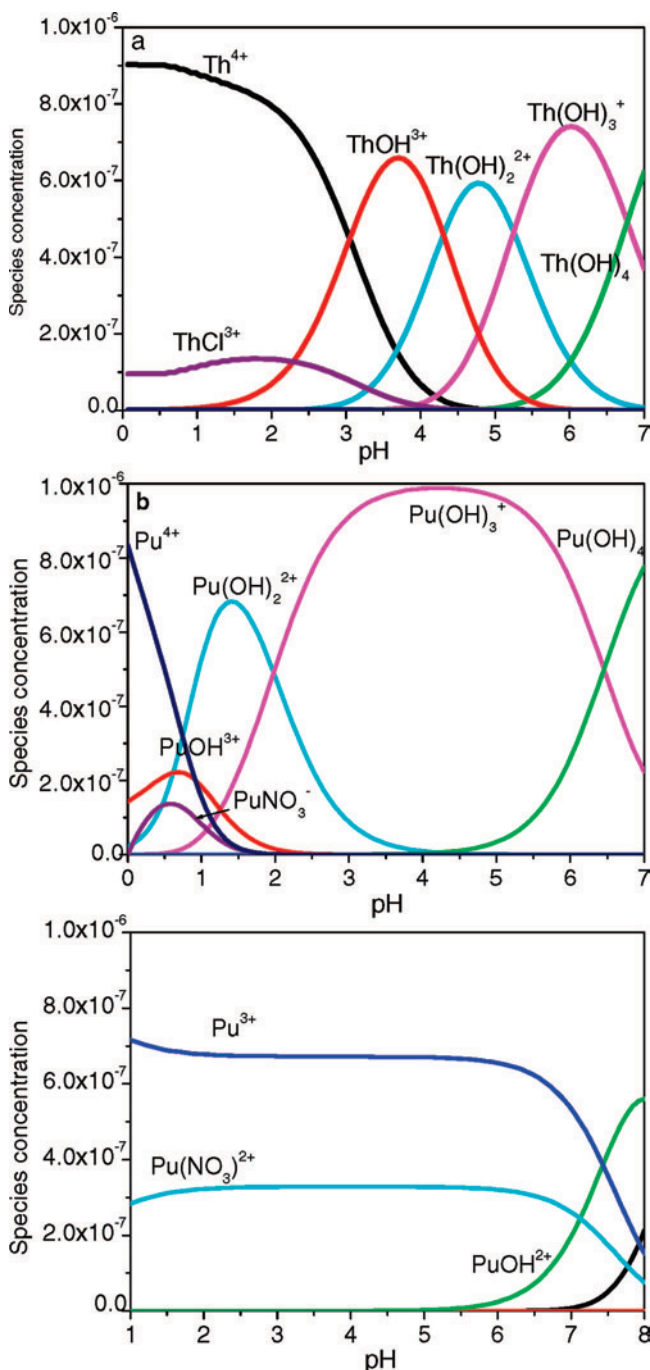 1.0x10⁻⁶
a
Th⁴⁺
8.0x10⁻⁷
ThOH³⁺
Th(OH)₂²⁺
Th(OH)₃⁺
6.0x10⁻⁷
4.0x10⁻⁷
Th(OH)₄
2.0x10⁻⁷
ThCl³⁺
0.0
Species concentration
0 1 2 3 4 5 6 7
pH
1.0x10⁻⁶
b
Pu⁴⁺
Pu(OH)₃⁺
Pu(OH)₄
8.0x10⁻⁷
Pu(OH)₂²⁺
6.0x10⁻⁷
4.0x10⁻⁷
PuOH³⁺
2.0x10⁻⁷
PuNO₃⁻
0.0
Species concentration
0 1 2 3 4 5 6 7
pH
1.0x10⁻⁶
8.0x10⁻⁷
Pu³⁺
6.0x10⁻⁷
4.0x10⁻⁷
Pu(NO₃)²⁺
2.0x10⁻⁷
PuOH²⁺
0.0
Species concentration
1 2 3 4 5 6 7 8
pH